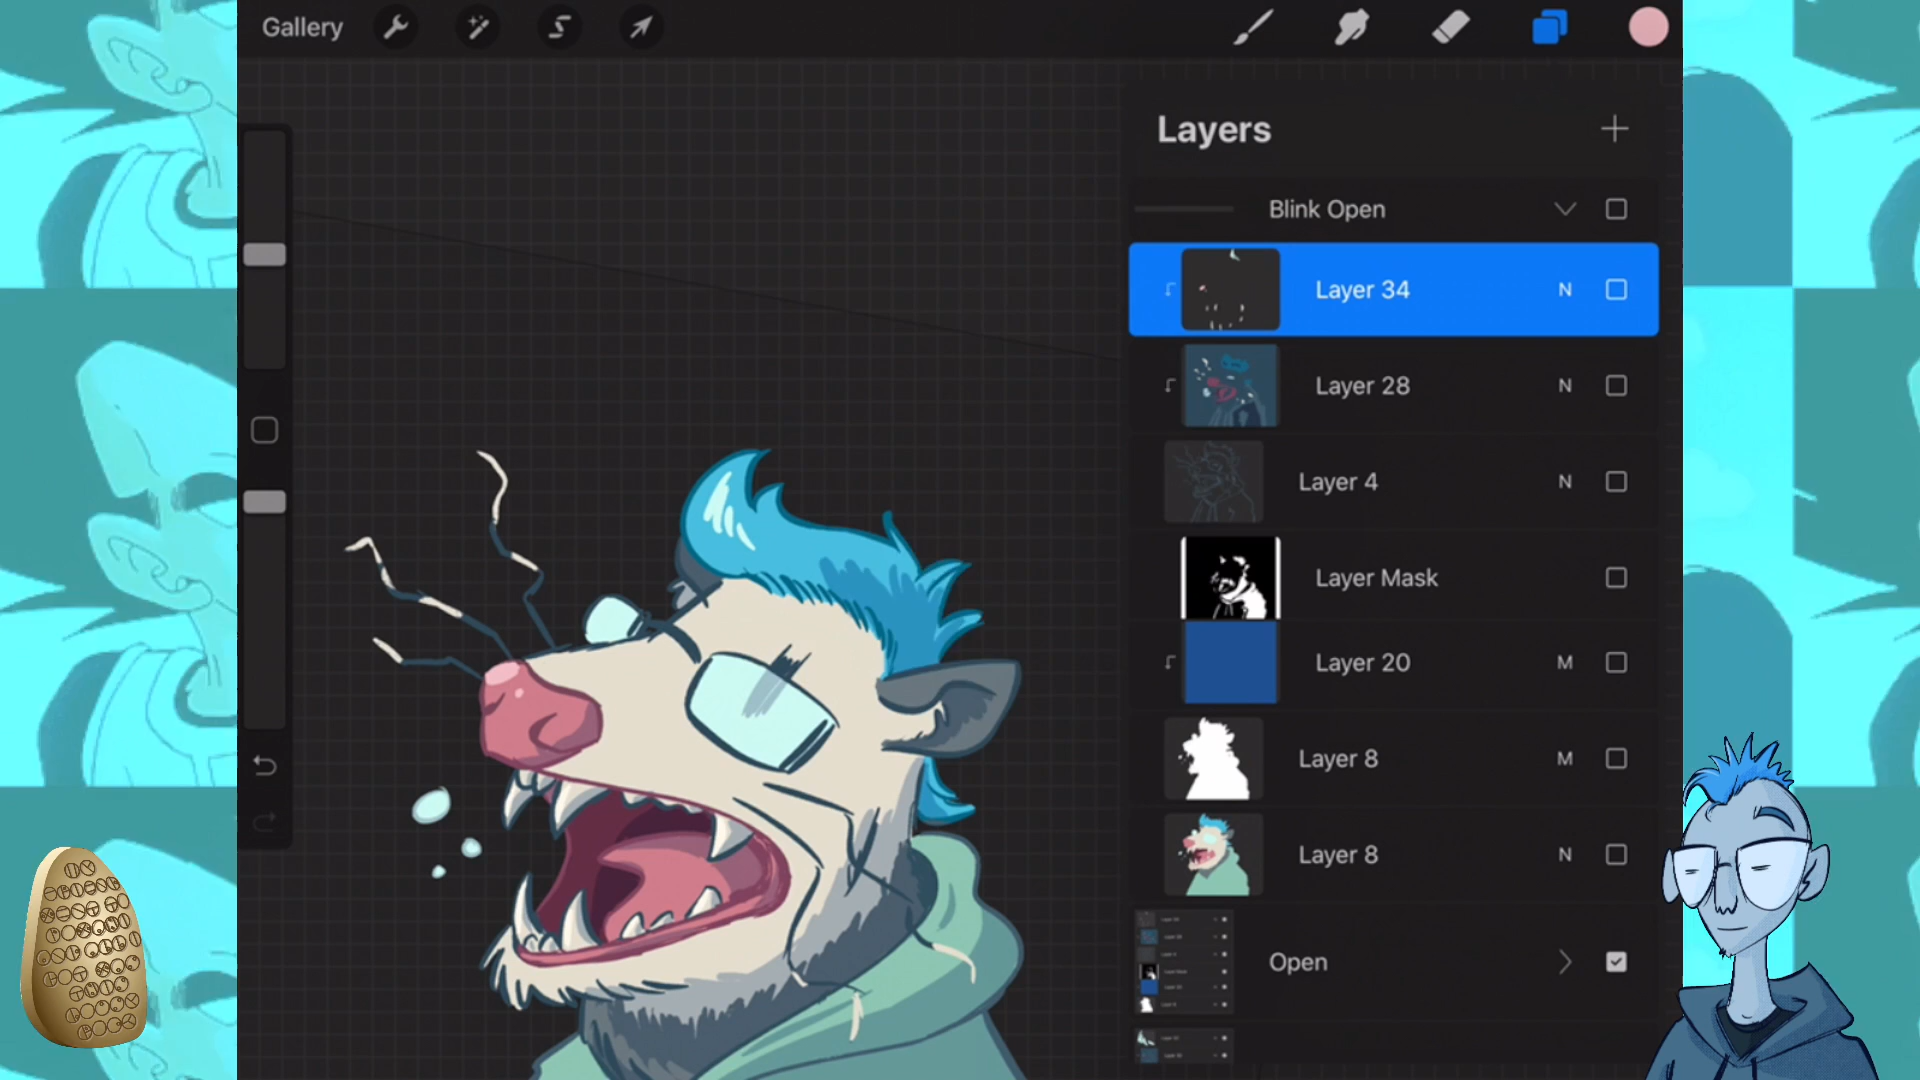 Gallery
Layers
Blink Open
Layer 34 N
Layer 28 N
Layer 4 N
Layer Mask
Layer 20 M
Layer 8 M
Layer 8 N
Open